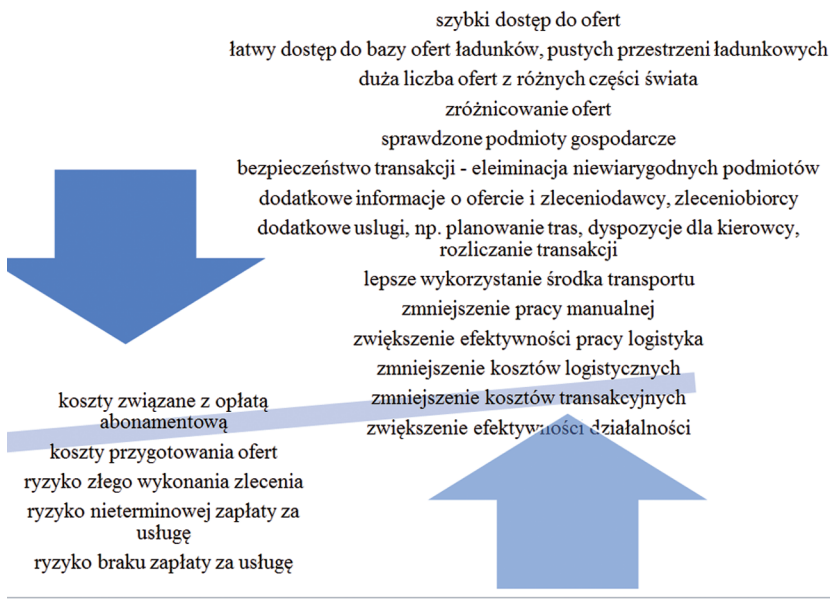 szybki dostęp do ofert
łatwy dostęp do bazy ofert ładunków, pustych przestrzeni ładunkowych
duża liczba ofert z różnych części świata
zróżnicowanie ofert
sprawdzone podmioty gospodarcze
bezpieczeństwo transakcji - eleiminacja niewiarygodnych podmiotów
dodatkowe informacje o ofercie i zleceniodawcy, zleceniobiorcy
dodatkowe uslugi, np. planowanie tras, dyspozycje dla kierowcy,
rozliczanie transakcji
lepsze wykorzystanie środka transportu
zmniejszenie pracy manualnej
zwiększenie efektywności pracy logistyka
zmniejszenie kosztów logistycznych
zmniejszenie kosztów transakcyjnych
zwiększenie efektywności działalności
koszty związane z opłatą
abonamentową
koszty przygotowania ofert
ryzyko złego wykonania zlecenia
ryzyko nieterminowej zapłaty za
usługę
ryzyko braku zapłaty za usługę